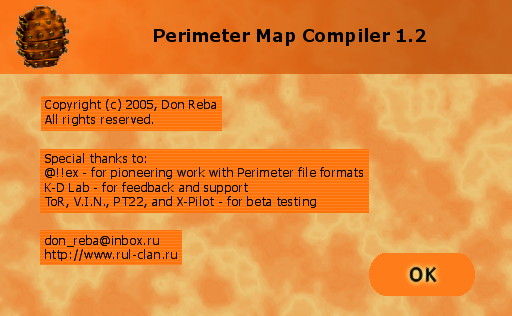 Perimeter Map Compiler 1.2
Copyright (c) 2005, Don Reba
All rights reserved.
Special thanks to:
@!!ex - for pioneering work with Perimeter file formats
K-D Lab - for feedback and support
ToR, V.I.N., PT22, and X-Pilot - for beta testing
don_reba@inbox.ru
http://www.rul-clan.ru
OK